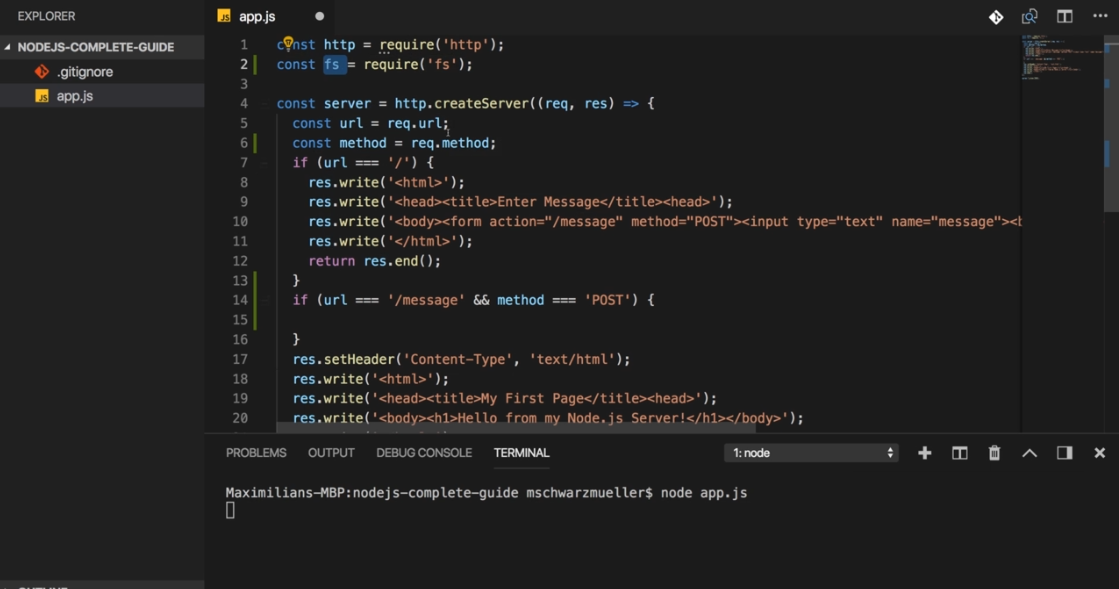 EXPLORER
NODEJS-COMPLETE-GUIDE
.gitignore
JS app.js
JS app.js
1 const http = require('http');
2 const fs = require('fs');
3
4 const server = http.createServer((req, res) => {
5 const url = req.url;
6 const method = req.method;
7 if (url === '/') {
8 res.write('<html>');
9 res.write('<head><title>Enter Message</title><head>');
10 res.write('<body><form action="/message" method="POST"><input type="text" name="message"><b
11 res.write('</html>');
12 return res.end();
13 }
14 if (url === '/message' && method === 'POST') {
15
16 }
17 res.setHeader('Content-Type', 'text/html');
18 res.write('<html>');
19 res.write('<head><title>My First Page</title><head>');
20 res.write('<body><h1>Hello from my Node.js Server!</h1></body>');
PROBLEMS OUTPUT DEBUG CONSOLE TERMINAL 1: node
Maximilians-MBP:nodejs-complete-guide mschwarzmueller$ node app.js